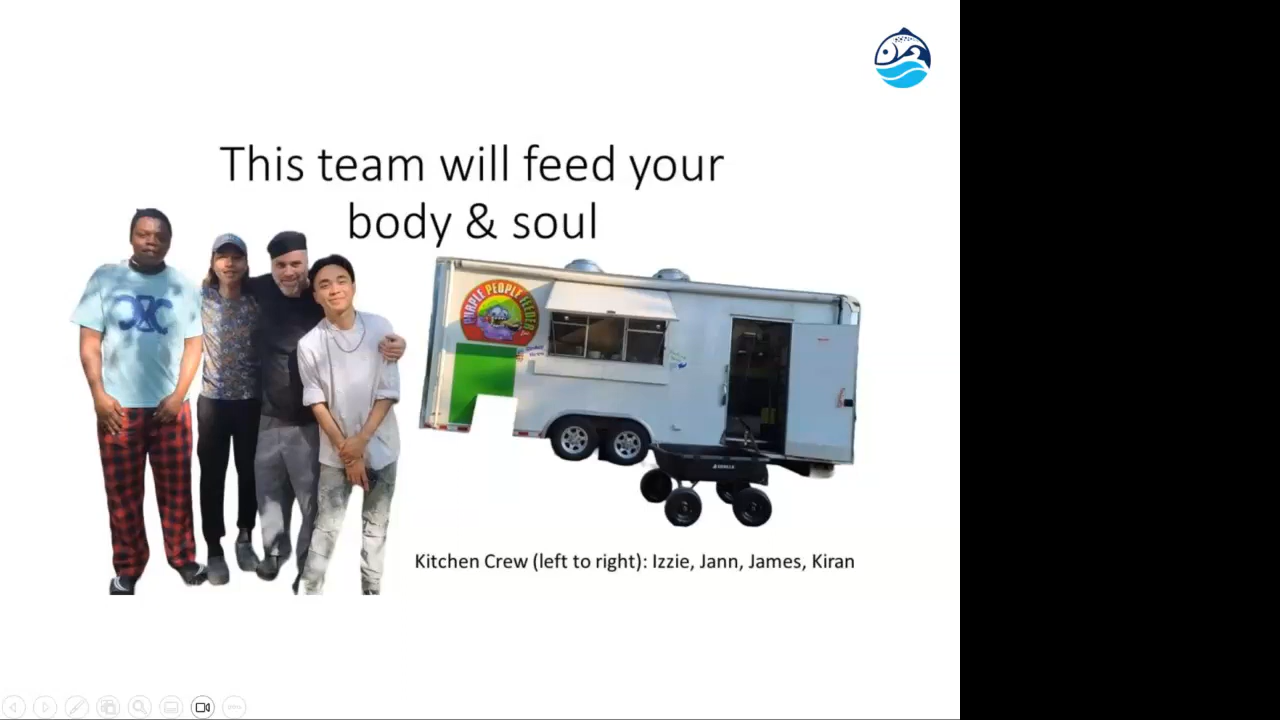 This team will feed your
body & soul
PURPLE PEOPLE FEEDER
GORILLA
Kitchen Crew (left to right): Izzie, Jann, James, Kiran